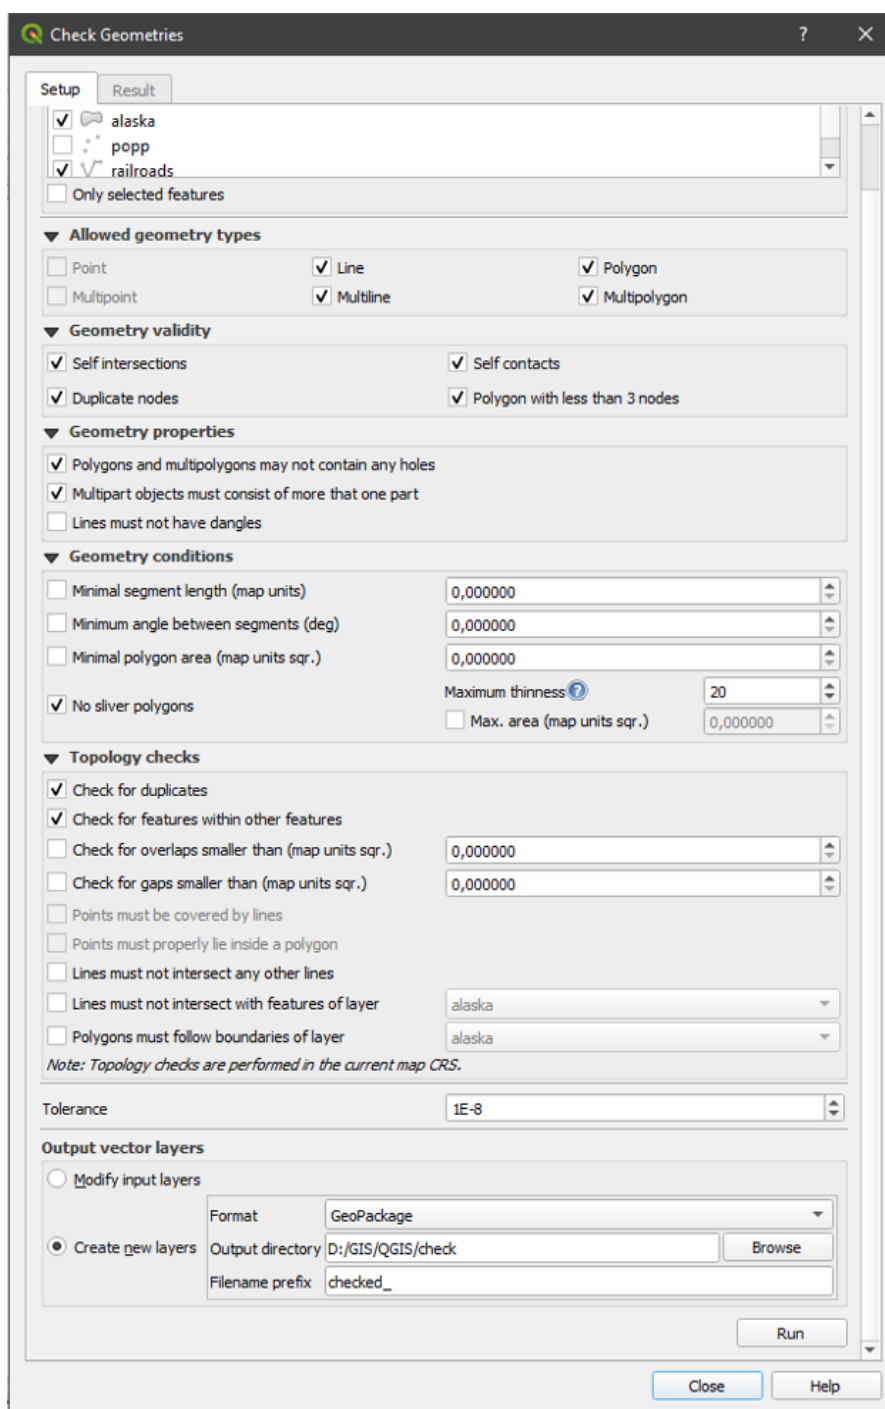 Check Geometries ?
Setup Result
alaska
popp
railroads
Only selected features
Allowed geometry types
Point Line Polygon
Multipoint Multiline Multipolygon
Geometry validity
Self intersections Self contacts
Duplicate nodes Polygon with less than 3 nodes
Geometry properties
Polygons and multipolygons may not contain any holes
Multipart objects must consist of more that one part
Lines must not have dangles
Geometry conditions
Minimal segment length (map units) 0,000000
Minimum angle between segments (deg) 0,000000
Minimal polygon area (map units sqr.) 0,000000
No sliver polygons Maximum thinness ? 20
Max. area (map units sqr.) 0,000000
Topology checks
Check for duplicates
Check for features within other features
Check for overlaps smaller than (map units sqr.) 0,000000
Check for gaps smaller than (map units sqr.) 0,000000
Points must be covered by lines
Points must properly lie inside a polygon
Lines must not intersect any other lines
Lines must not intersect with features of layer alaska
Polygons must follow boundaries of layer alaska
Note: Topology checks are performed in the current map CRS.
Tolerance 1E-8
Output vector layers
Modify input layers
Format GeoPackage
Create new layers Output directory D:/GIS/QGIS/check Browse
Filename prefix checked_
Run
Close Help